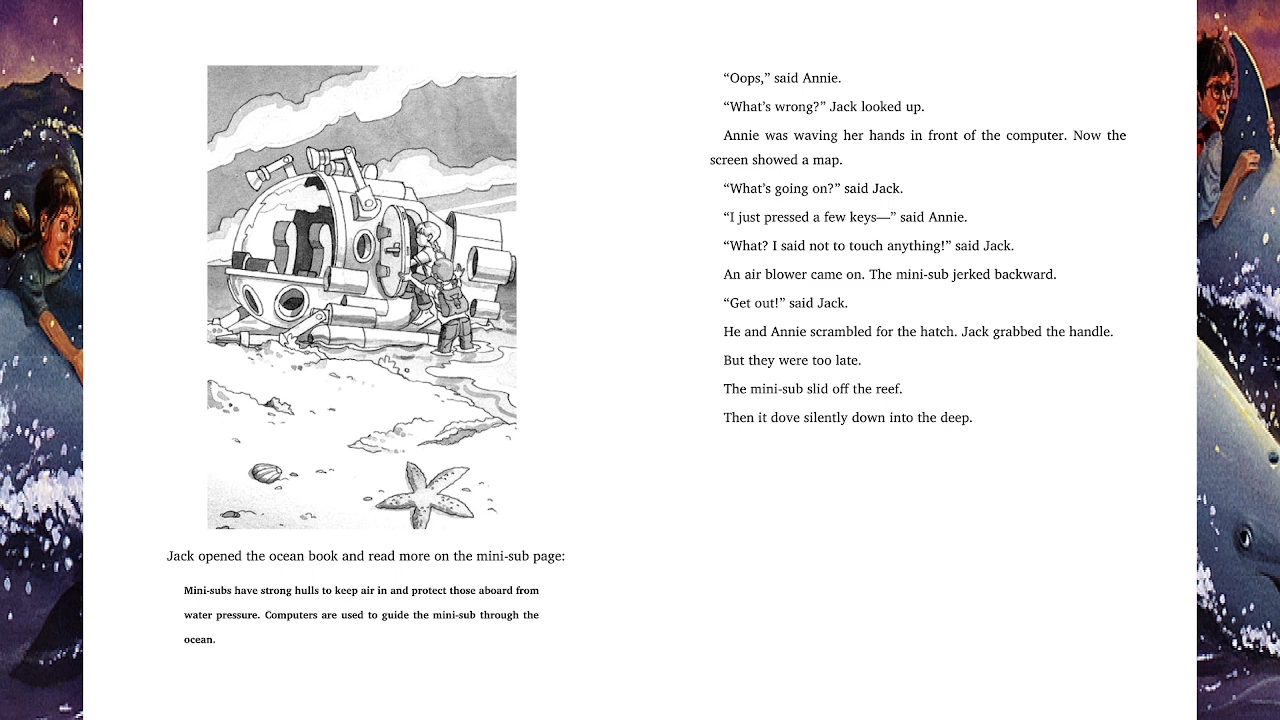 Jack opened the ocean book and read more on the mini-sub page:
Mini-subs have strong hulls to keep air in and protect those aboard from
water pressure. Computers are used to guide the mini-sub through the
ocean.
“Oops,” said Annie.
“What’s wrong?” Jack looked up.
Annie was waving her hands in front of the computer. Now the
screen showed a map.
“What’s going on?” said Jack.
“I just pressed a few keys—” said Annie.
“What? I said not to touch anything!” said Jack.
An air blower came on. The mini-sub jerked backward.
“Get out!” said Jack.
He and Annie scrambled for the hatch. Jack grabbed the handle.
But they were too late.
The mini-sub slid off the reef.
Then it dove silently down into the deep.